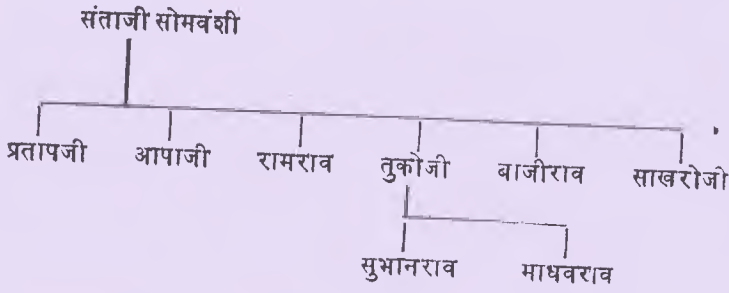 संताजी सोमवंशी
प्रतापजी आपाजी रामराव तुकोजी बाजीराव साखरोजी
सुभानराव माधवराव